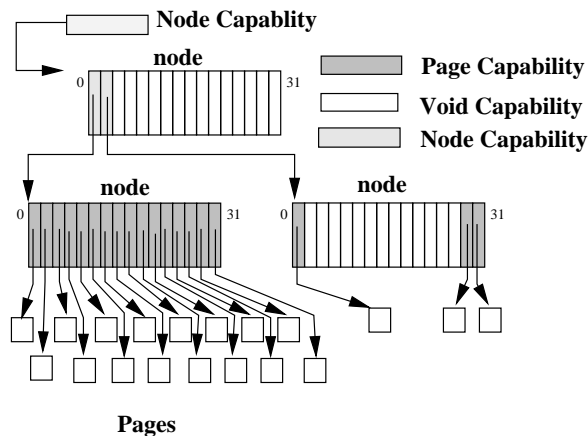 Node Capablity
node
0
31
Page Capability
Void Capability
Node Capability
node
0
31
node
0
31
Pages